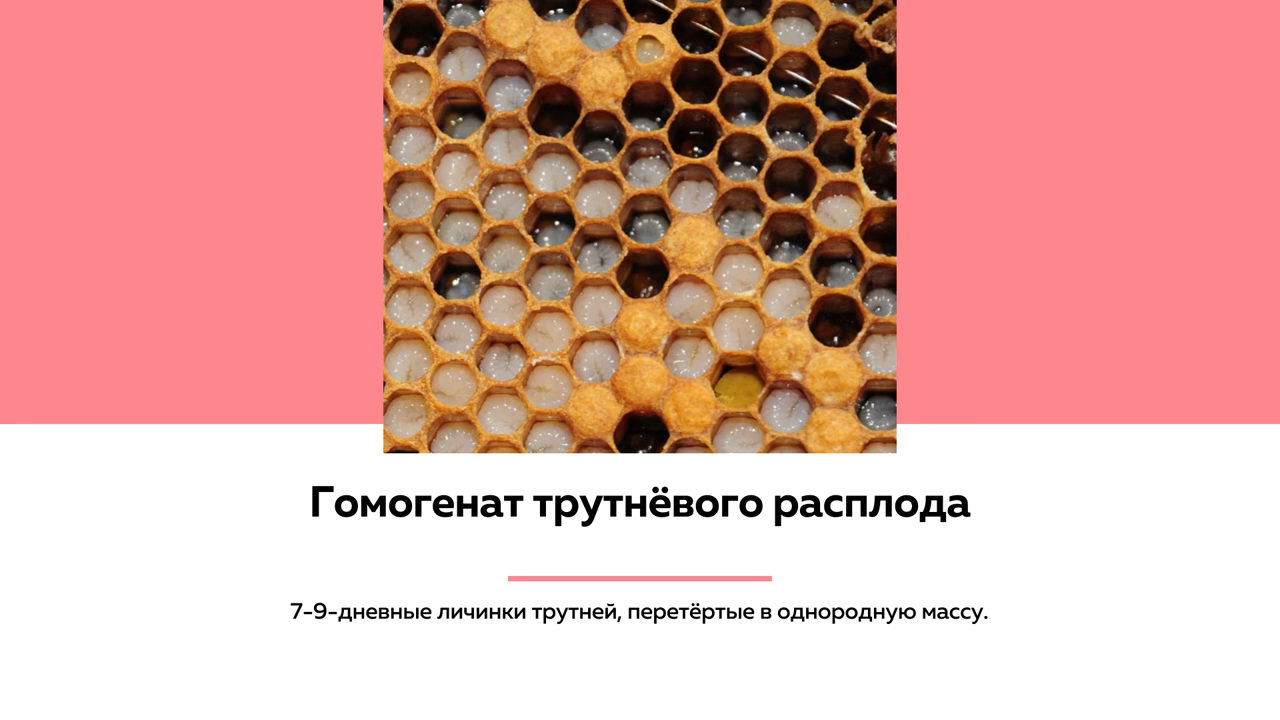 Гомогенат трутнёвого расплода
7-9-дневные личинки трутней, перетёртые в однородную массу.